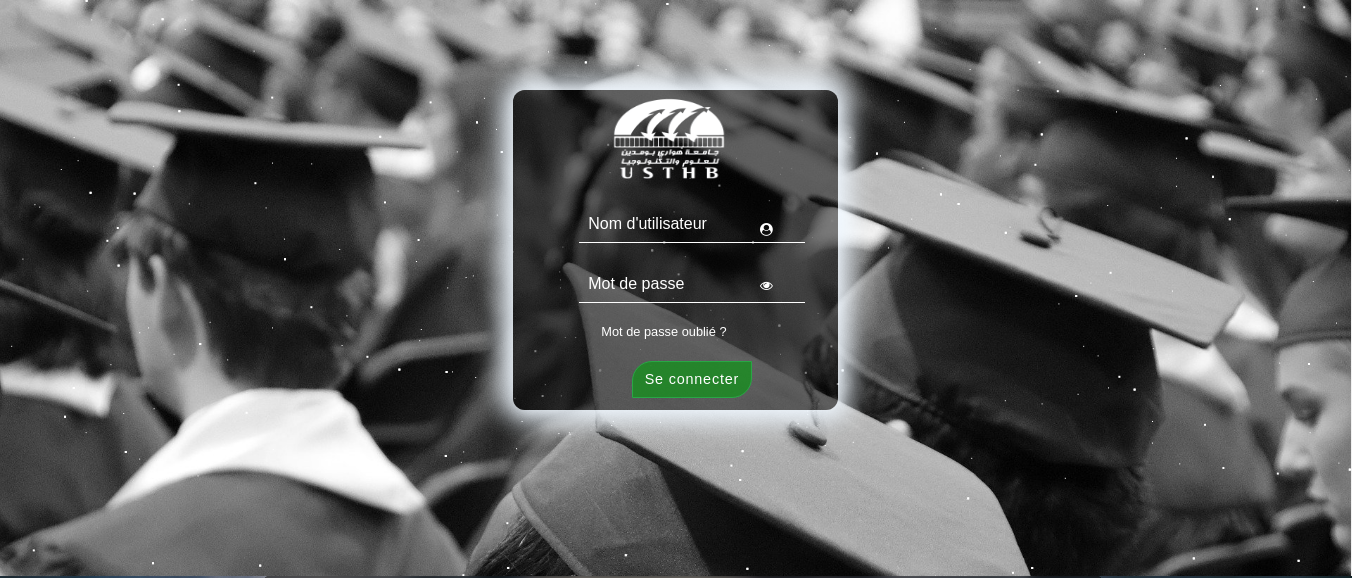 جامعة هواري بومدين
للعلوم والتكنولوجيا
USTHB
Nom d'utilisateur
Mot de passe
Mot de passe oublié ?
Se connecter